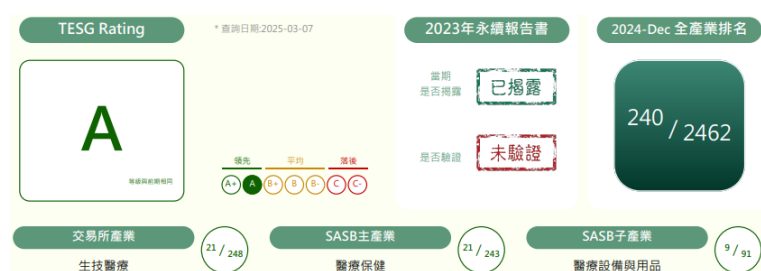 TESG Rating
* 查詢日期:2025-03-07
2023年永續報告書
2024-Dec 全產業排名
A
等級與前期相同
領先 平均 落後
A+ A B+ B B- C C-
當期
是否揭露
已揭露
是否驗證
未驗證
240 / 2462
交易所產業
21 / 248
SASB主產業
21 / 243
SASB子產業
9 / 91
生技醫療
醫療保健
醫療設備與用品